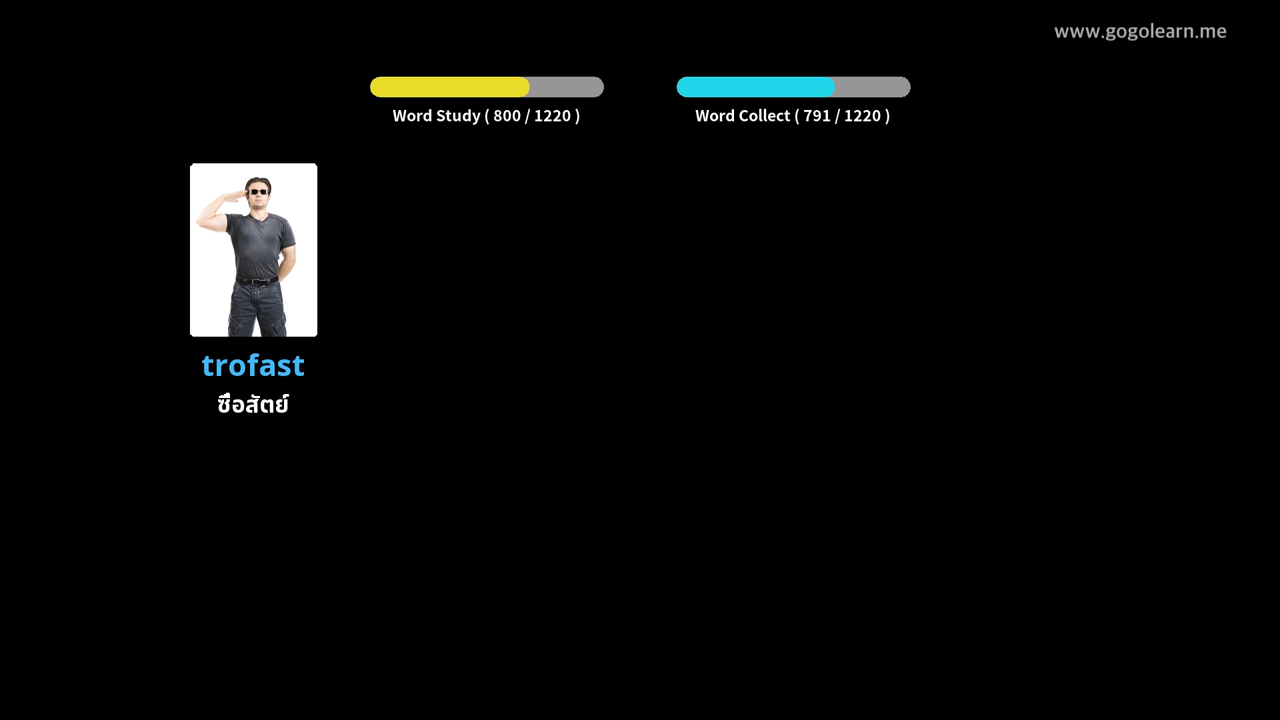 www.gogolearn.me
Word Study ( 800 / 1220 )
Word Collect ( 791 / 1220 )
trofast
ซื่อสัตย์